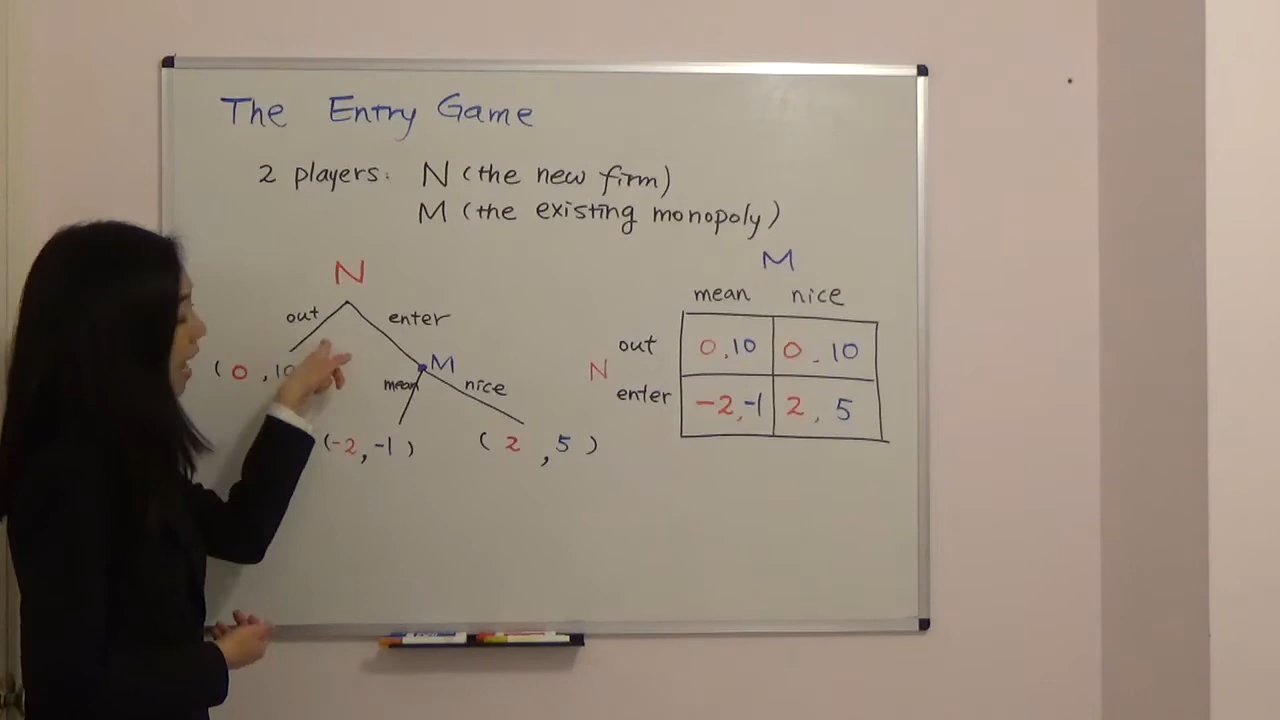 The Entry Game
2 players: N (the new firm)
M (the existing monopoly)
N
out enter
(0, 10
M
mean nice
(-2, -1)
(2, 5)
M
mean nice
N
out 0, 10 0, 10
enter -2, -1 2, 5